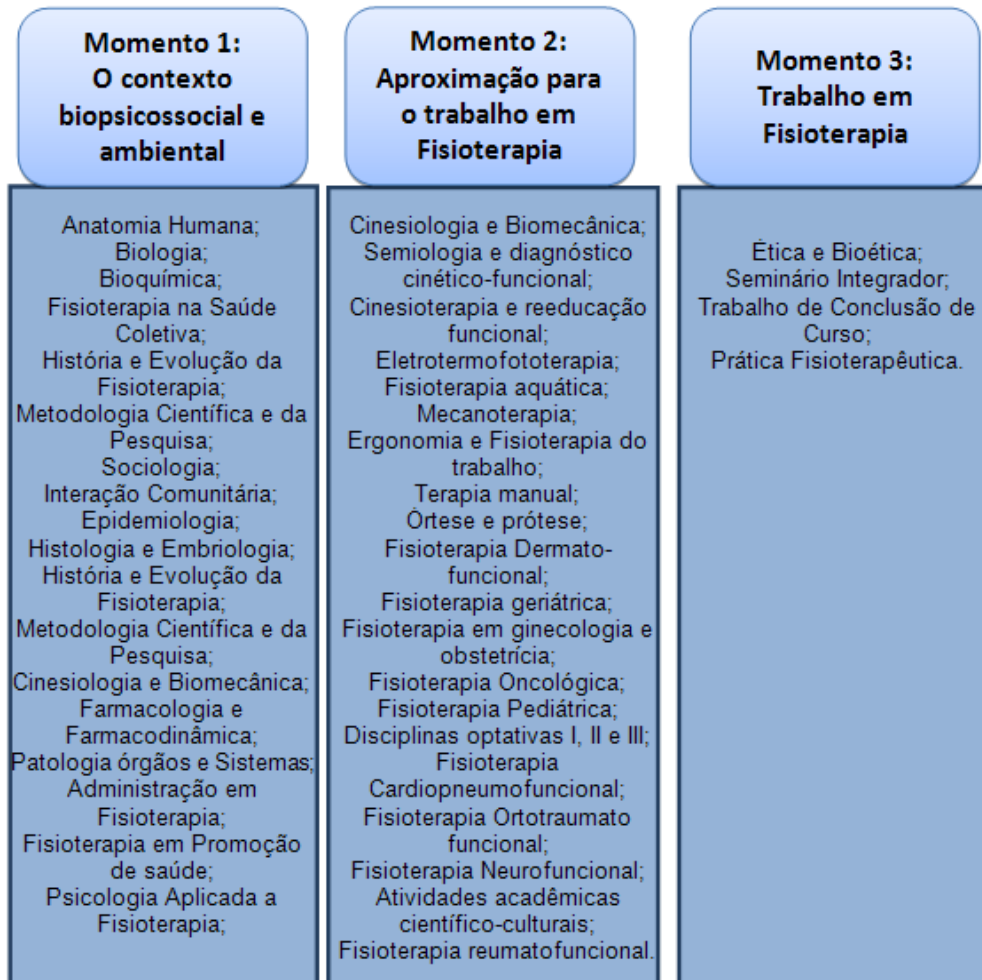 Momento 1:
O contexto
biopsicossocial e
ambiental
Anatomia Humana;
Biologia;
Bioquímica;
Fisioterapia na Saúde
Coletiva;
História e Evolução da
Fisioterapia;
Metodologia Científica e da
Pesquisa;
Sociologia;
Interação Comunitária;
Epidemiologia;
Histologia e Embriologia;
História e Evolução da
Fisioterapia;
Metodologia Científica e da
Pesquisa;
Cinesiologia e Biomecânica;
Farmacologia e
Farmacodinâmica;
Patologia órgãos e Sistemas;
Administração em
Fisioterapia;
Fisioterapia em Promoção
de saúde;
Psicologia Aplicada a
Fisioterapia;
Momento 2:
Aproximação para
o trabalho em
Fisioterapia
Cinesiologia e Biomecânica;
Semiologia e diagnóstico
cinético-funcional;
Cinesioterapia e reeducação
funcional;
Eletrotermofototerapia;
Fisioterapia aquática;
Mecanoterapia;
Ergonomia e Fisioterapia do
trabalho;
Terapia manual;
Órtese e prótese;
Fisioterapia Dermato-
funcional;
Fisioterapia geriátrica;
Fisioterapia em ginecologia e
obstetrícia;
Fisioterapia Oncológica;
Fisioterapia Pediátrica;
Disciplinas optativas I, II e III;
Fisioterapia
Cardiopneumofuncional;
Fisioterapia Ortotraumato
funcional;
Fisioterapia Neurofuncional;
Atividades acadêmicas
científico-culturais;
Fisioterapia reumatofuncional.
Momento 3:
Trabalho em
Fisioterapia
Ética e Bioética;
Seminário Integrador;
Trabalho de Conclusão de
Curso;
Prática Fisioterapêutica.